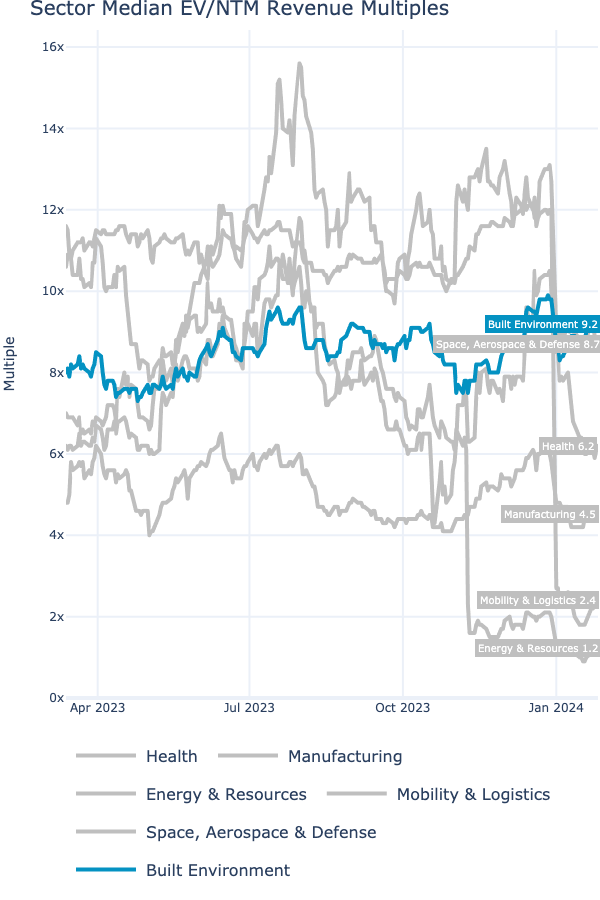 Sector Median EV/NTM Revenue Multiples
16x
14x
12x
10x
8x
6x
4x
2x
0x
Multiple
Built Environment 9.2
Space, Aerospace & Defense 8.7
Health 6.2
Manufacturing 4.5
Mobility & Logistics 2.4
Energy & Resources 1.2
Apr 2023
Jul 2023
Oct 2023
Jan 2024
Health
Manufacturing
Energy & Resources
Mobility & Logistics
Space, Aerospace & Defense
Built Environment